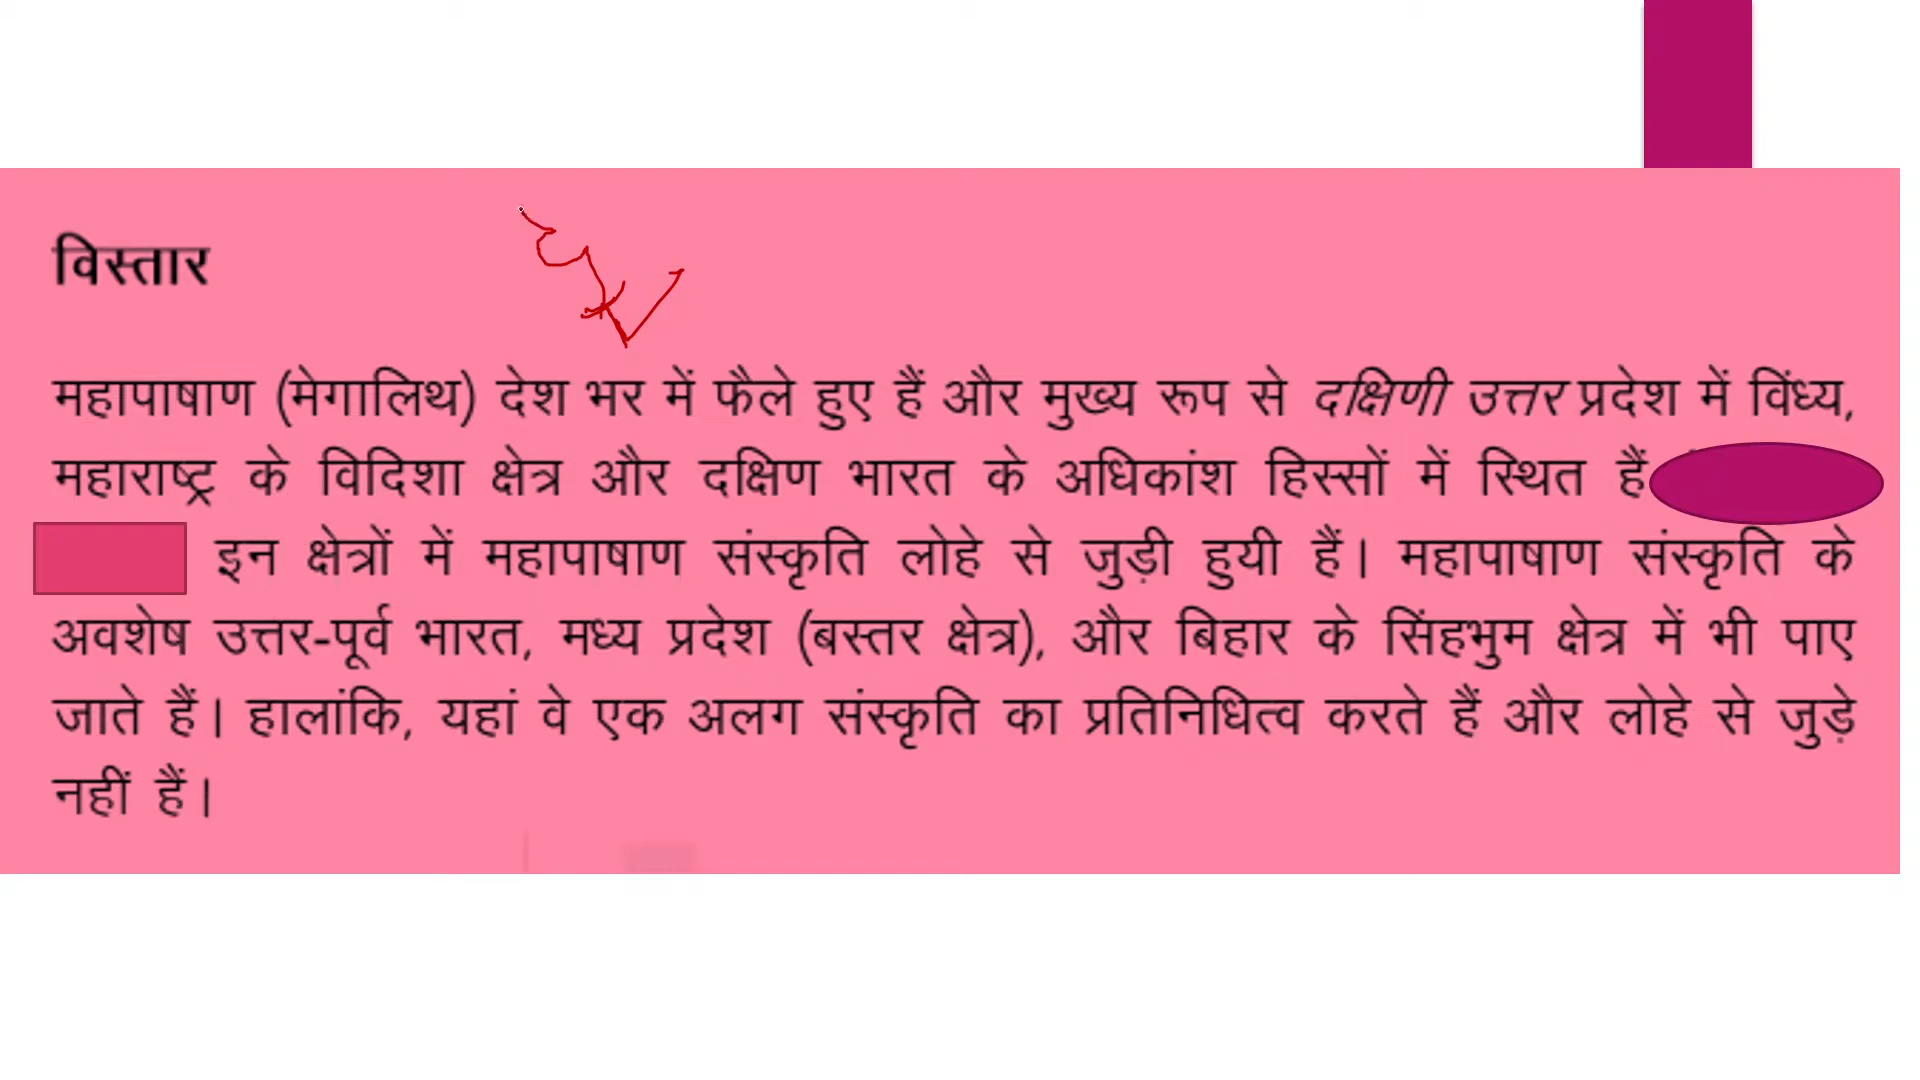 विस्तार
महापाषाण (मेगालिथ) देश भर में फैले हुए हैं और मुख्य रूप से दक्षिणी उत्तर प्रदेश में विंध्य,
महाराष्ट्र के विदिशा क्षेत्र और दक्षिण भारत के अधिकांश हिस्सों में स्थित हैं
इन क्षेत्रों में महापाषाण संस्कृति लोहे से जुड़ी हुयी हैं। महापाषाण संस्कृति के
अवशेष उत्तर-पूर्व भारत, मध्य प्रदेश (बस्तर क्षेत्र), और बिहार के सिंहभुम क्षेत्र में भी पाए
जाते हैं। हालांकि, यहां वे एक अलग संस्कृति का प्रतिनिधित्व करते हैं और लोहे से जुड़े
नहीं हैं।